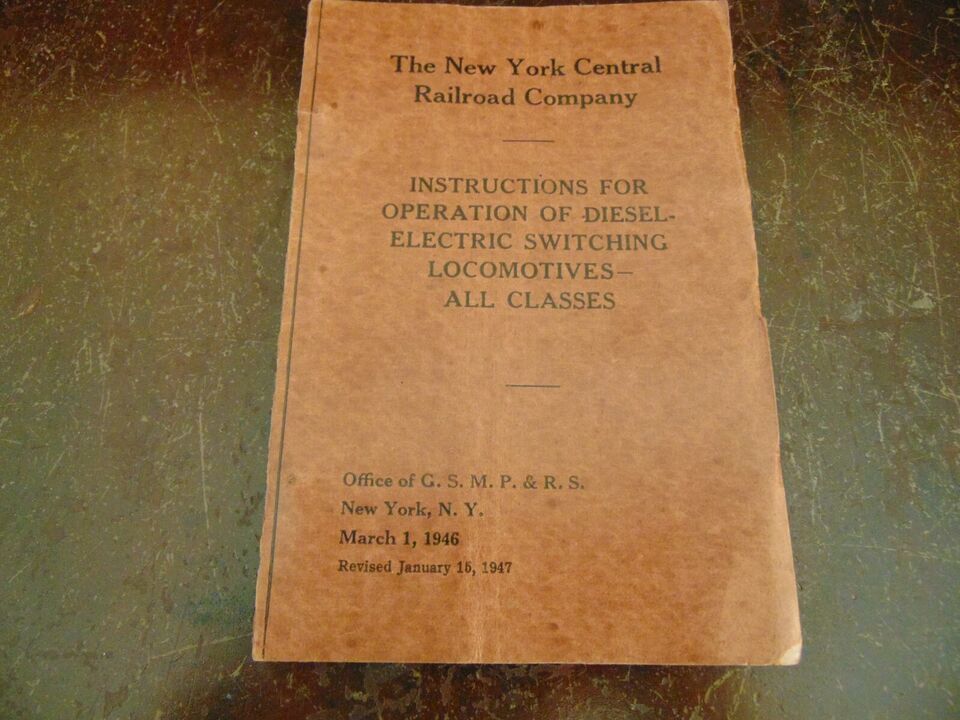 The New York Central
Railroad Company
INSTRUCTIONS FOR
OPERATION OF DIESEL-
ELECTRIC SWITCHING
LOCOMOTIVES—
ALL CLASSES
Office of G. S. M. P. & R. S.
New York, N. Y.
March 1, 1946
Revised January 15, 1947